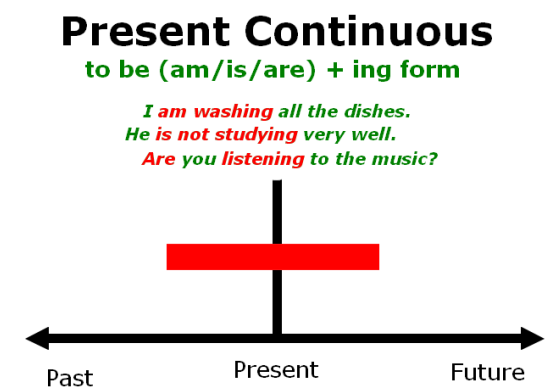 Present Continuous
to be (am/is/are) + ing form
I am washing all the dishes.
He is not studying very well.
Are you listening to the music?
Past
Present
Future